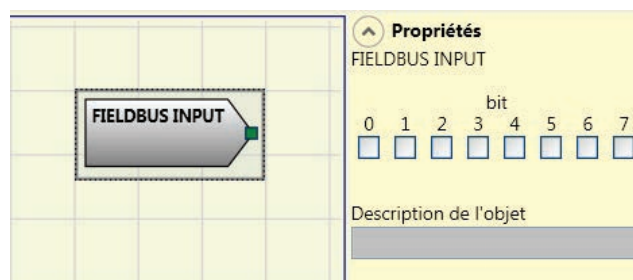 FIELDBUS INPUT
Propriétés
FIELDBUS INPUT
bit
0 1 2 3 4 5 6 7
Description de l'objet